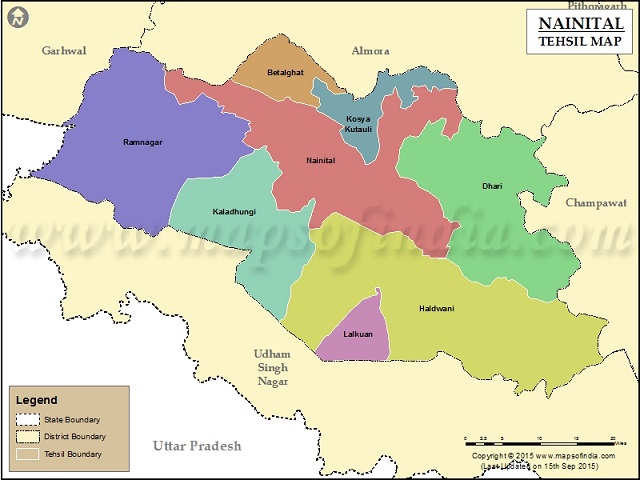 N
Pithoragarh
NAINITAL
TEHSIL MAP
Garhwal
Almora
Betalghat
Kosya
Kutauli
Ramnagar
Nainital
Dhari
Kaladhungi
Champawat
www.mapsofindia.com
Haldwani
Lalkuan
Udham
Singh
Nagar
Legend
State Boundary
District Boundary
Tehsil Boundary
Uttar Pradesh
0 2.5 5 10 15 20 Miles
Copyright © 2015 www.mapsofindia.com
(Last Updated on 15th Sep 2015)